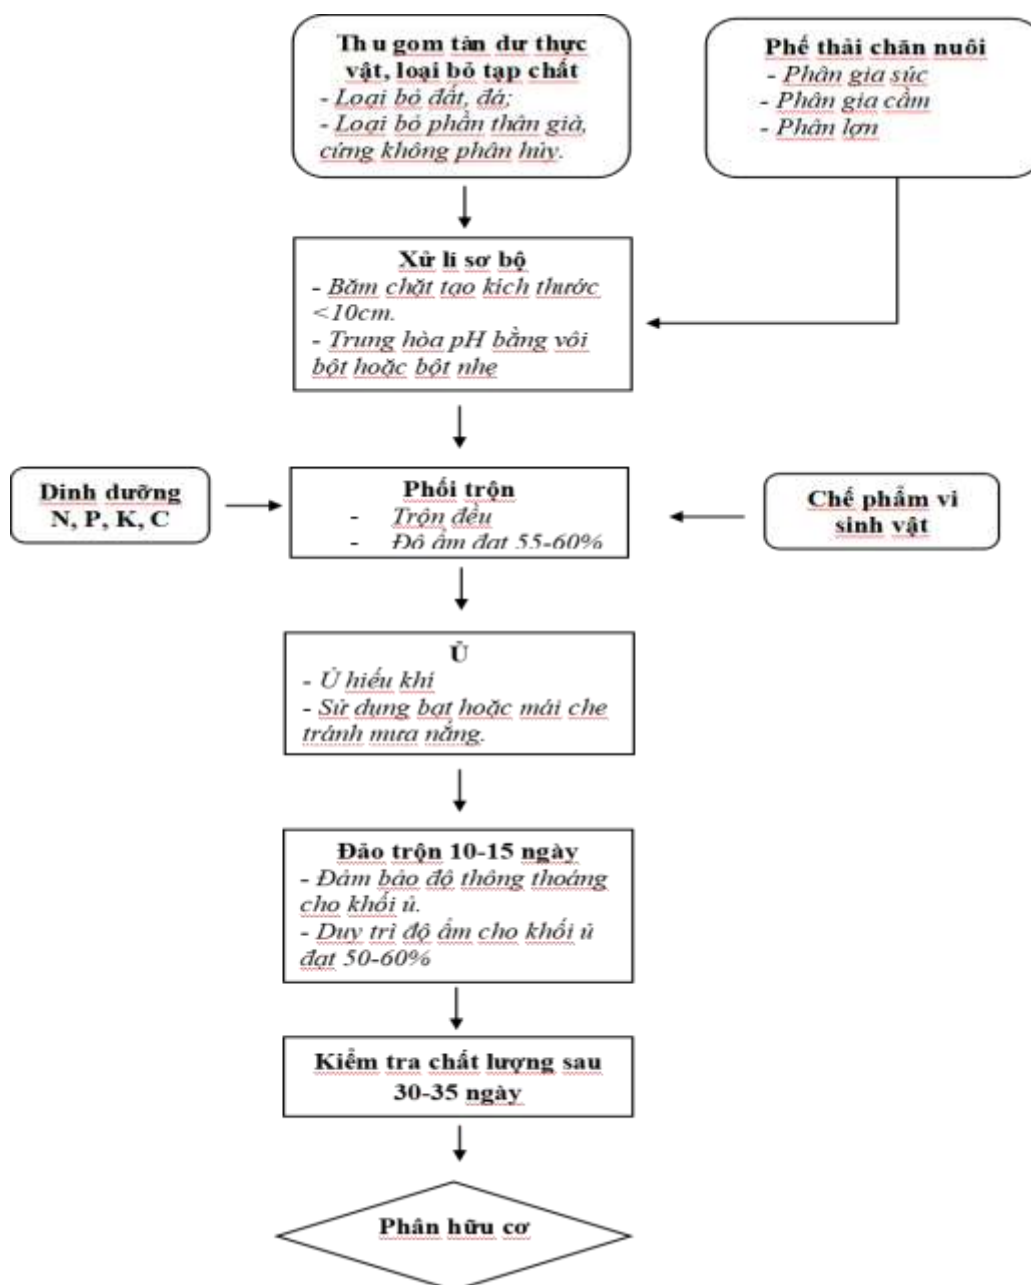 Thu gom tàn dư thực
vật, loại bỏ tạp chất
- Loại bỏ đất, đá;
- Loại bỏ phần thân già,
cứng không phân hủy.
Phế thải chăn nuôi
- Phân gia súc
- Phân gia cầm
- Phân lợn
Xử lí sơ bộ
- Băm chặt tạo kích thước
<10cm.
- Trung hòa pH bằng vôi
bột hoặc bột nhẹ
Dinh dưỡng
N, P, K, C
Phối trộn
- Trộn đều
- Độ ẩm đạt 55-60%
Chế phẩm vi
sinh vật
Ủ
- Ủ hiếu khí
- Sử dụng bạt hoặc mái che
tránh mưa nắng.
Đảo trộn 10-15 ngày
- Đảm bảo độ thông thoáng
cho khối ủ.
- Duy trì độ ẩm cho khối ủ
đạt 50-60%
Kiểm tra chất lượng sau
30-35 ngày
Phân hữu cơ